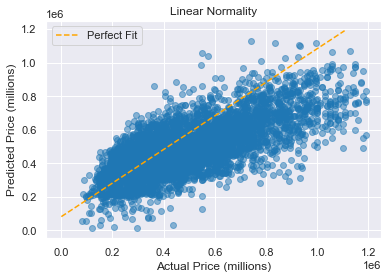 Linear Normality
1e6
Perfect Fit
1.2
1.0
0.8
0.6
0.4
0.2
0.0
Predicted Price (millions)
0.0 0.2 0.4 0.6 0.8 1.0 1.2
1e6
Actual Price (millions)